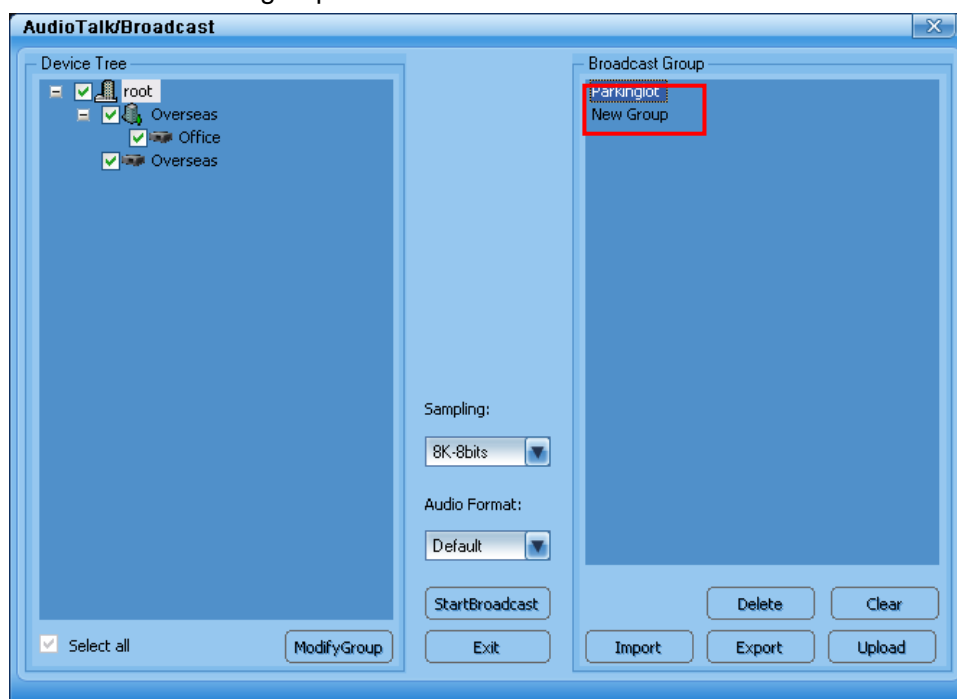 AudioTalk/Broadcast
Device Tree
root
Overseas
Office
Overseas
Select all
ModifyGroup
Sampling:
8K-8bits
Audio Format:
Default
StartBroadcast
Exit
Broadcast Group
Parkinglot
New Group
Delete
Clear
Import
Export
Upload